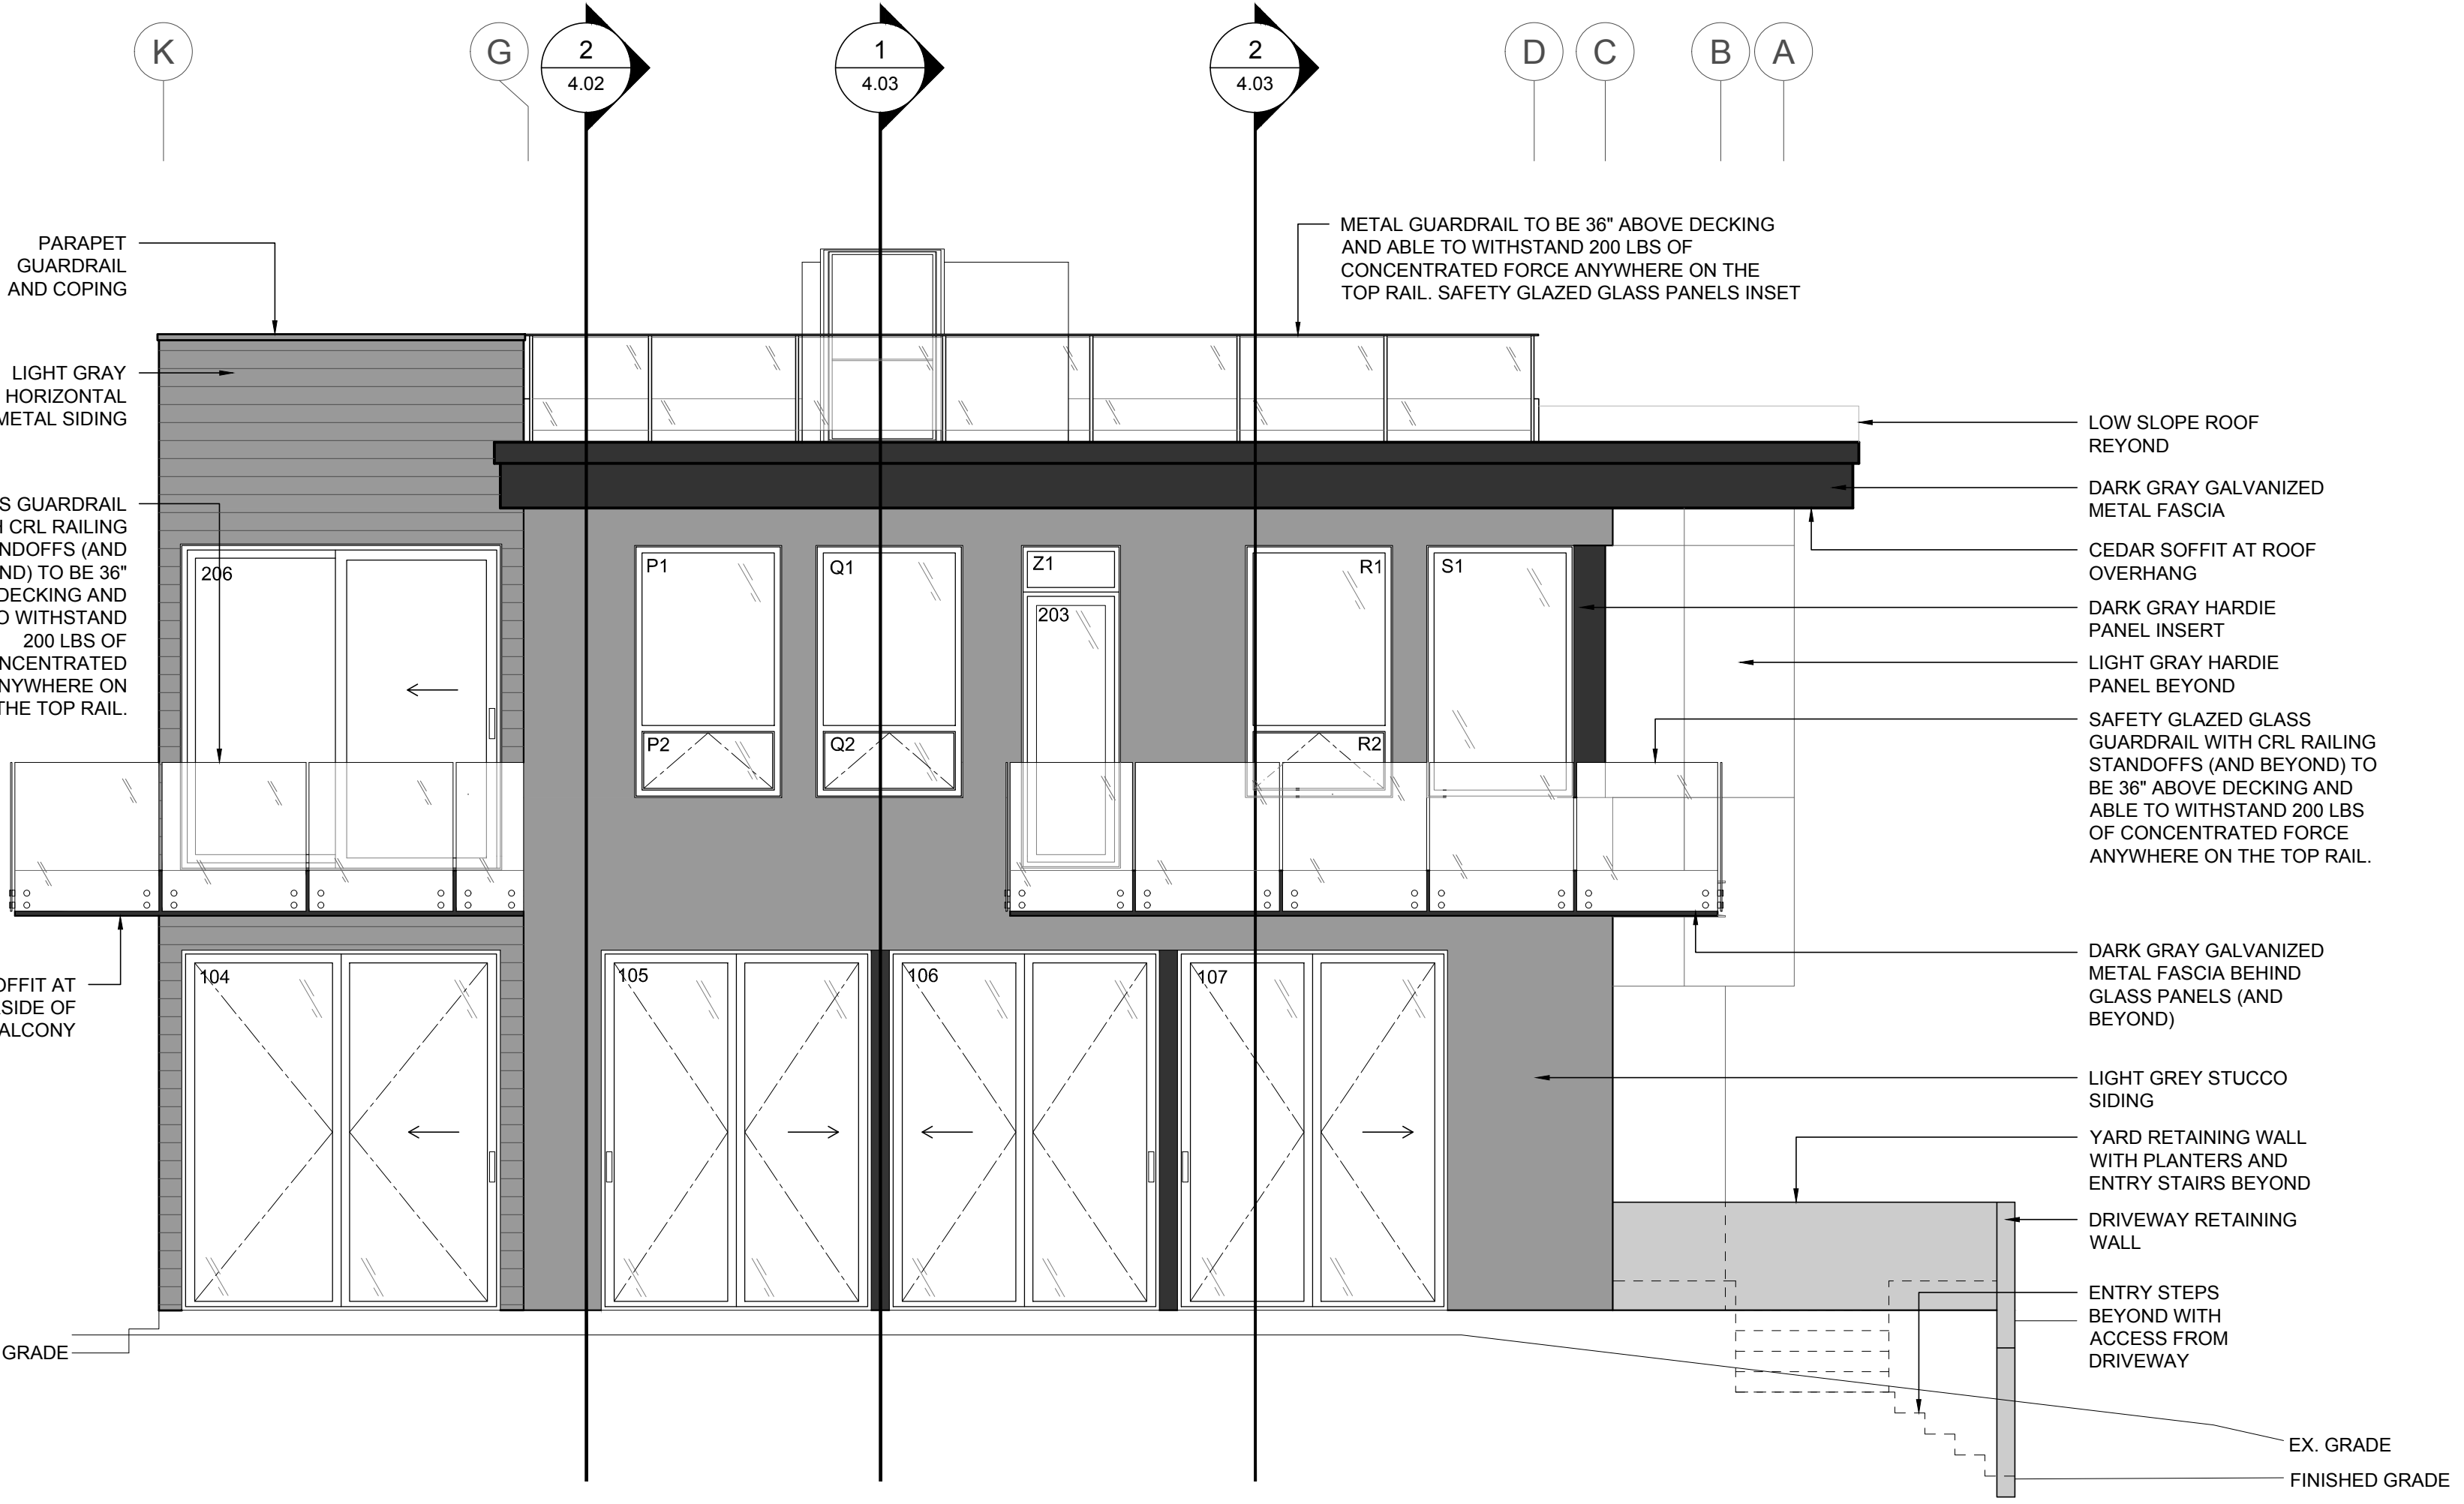 K
G
2
4.02
1
4.03
2
4.03
D
C
B
A
PARAPET
GUARDRAIL
AND COPING
METAL GUARDRAIL TO BE 36" ABOVE DECKING
AND ABLE TO WITHSTAND 200 LBS OF
CONCENTRATED FORCE ANYWHERE ON THE
TOP RAIL. SAFETY GLAZED GLASS PANELS INSET
LIGHT GRAY
HORIZONTAL
METAL SIDING
S GUARDRAIL
H CRL RAILING
NDOFFS (AND
ND) TO BE 36"
DECKING AND
O WITHSTAND
200 LBS OF
NCENTRATED
NYWHERE ON
THE TOP RAIL.
OFFIT AT
RSIDE OF
ALCONY
GRADE
206
P1
P2
Q1
Q2
Z1
203
R1
R2
S1
104
105
106
107
LOW SLOPE ROOF
REYOND
DARK GRAY GALVANIZED
METAL FASCIA
CEDAR SOFFIT AT ROOF
OVERHANG
DARK GRAY HARDIE
PANEL INSERT
LIGHT GRAY HARDIE
PANEL BEYOND
SAFETY GLAZED GLASS
GUARDRAIL WITH CRL RAILING
STANDOFFS (AND BEYOND) TO
BE 36" ABOVE DECKING AND
ABLE TO WITHSTAND 200 LBS
OF CONCENTRATED FORCE
ANYWHERE ON THE TOP RAIL.
DARK GRAY GALVANIZED
METAL FASCIA BEHIND
GLASS PANELS (AND
BEYOND)
LIGHT GREY STUCCO
SIDING
YARD RETAINING WALL
WITH PLANTERS AND
ENTRY STAIRS BEYOND
DRIVEWAY RETAINING
WALL
ENTRY STEPS
BEYOND WITH
ACCESS FROM
DRIVEWAY
EX. GRADE
FINISHED GRADE